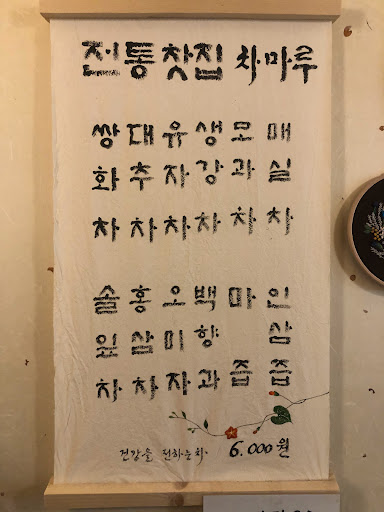 전통찻집 차마루
쌍화차
대추차
유자차
생강차
모과차
매실차
솔잎차
홍삼차
오미자
백향과
마즙
인삼즙
건강을 전하는차. 6.000원